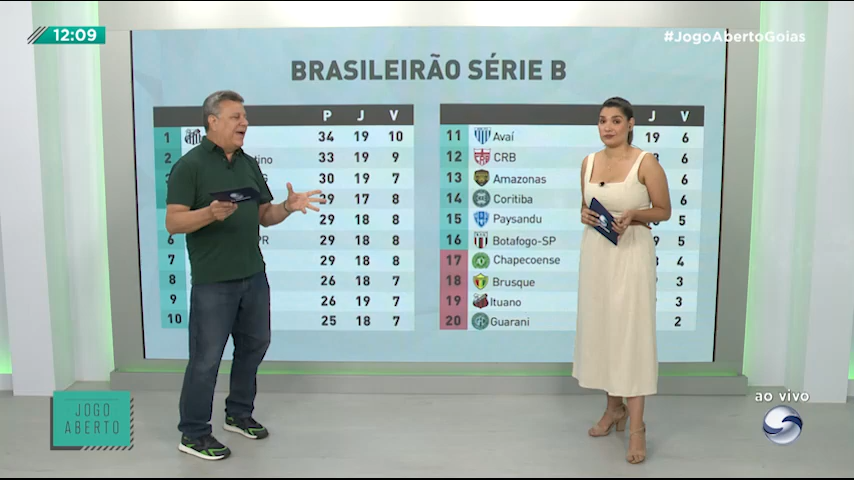 12:09
#JogoAbertoGoias
BRASILEIRÃO SÉRIE B
P J V
1 34 19 10
2 33 19 9
30 19 7
29 17 8
29 18 8
6 29 18 8
7 29 18 8
8 26 18 7
9 26 19 7
10 25 18 7
J V
11 Avaí 19 6
12 CRB 6
13 Amazonas 6
14 Coritiba 6
15 Paysandu 5
16 Botafogo-SP 5
17 Chapecoense 4
18 Brusque 3
19 Ituano 3
20 Guarani 2
JOGO
ABERTO
AO VIVO